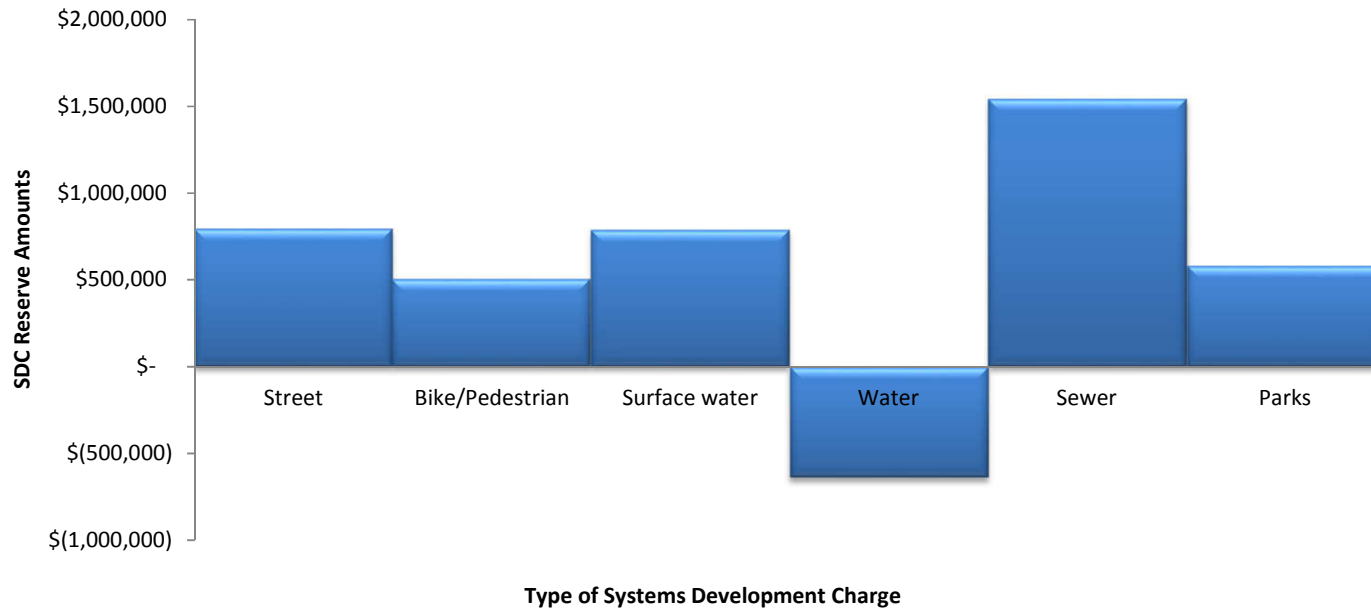 $2,000,000
$1,500,000
$1,000,000
$500,000
$-
$(500,000)
$(1,000,000)
SDC Reserve Amounts
Street Bike/Pedestrian Surface water Water Sewer Parks
Type of Systems Development Charge